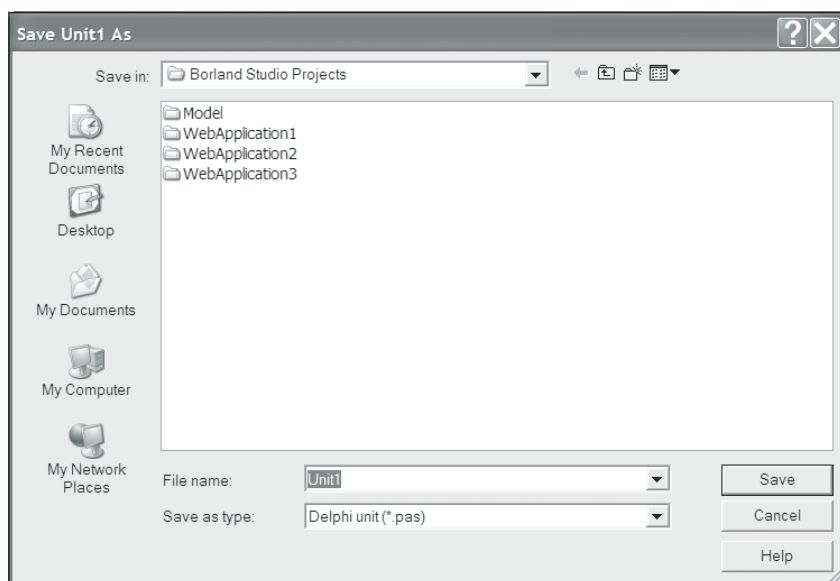 Save Unit1 As
Save in: Borland Studio Projects
Model
WebApplication1
WebApplication2
WebApplication3
My Recent
Documents
Desktop
My Documents
My Computer
My Network
Places
File name: Unit1
Save as type: Delphi unit (*.pas)
Save
Cancel
Help